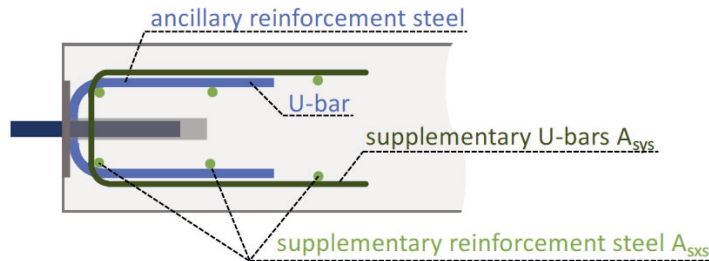 ancillary reinforcement steel
U-bar
supplementary U-bars Asys
supplementary reinforcement steel Asxs